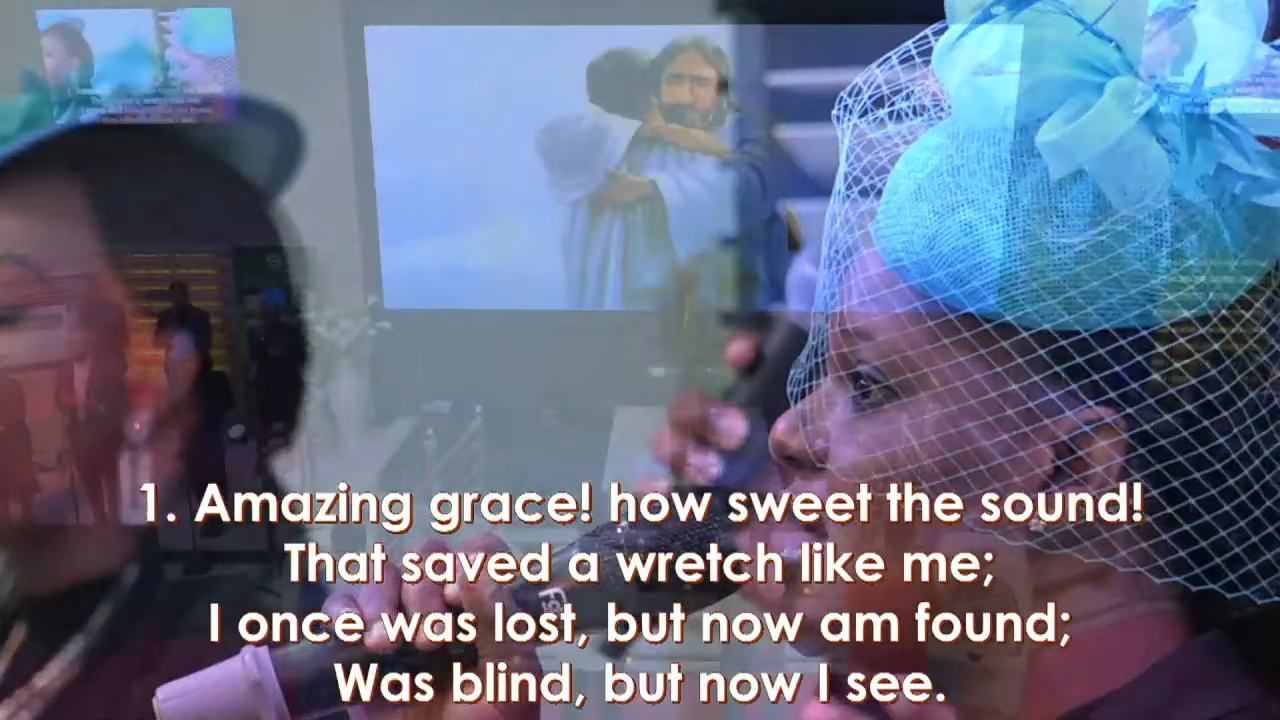 1. Amazing grace! how sweet the sound!
That saved a wretch like me;
I once was lost, but now am found;
Was blind, but now I see.